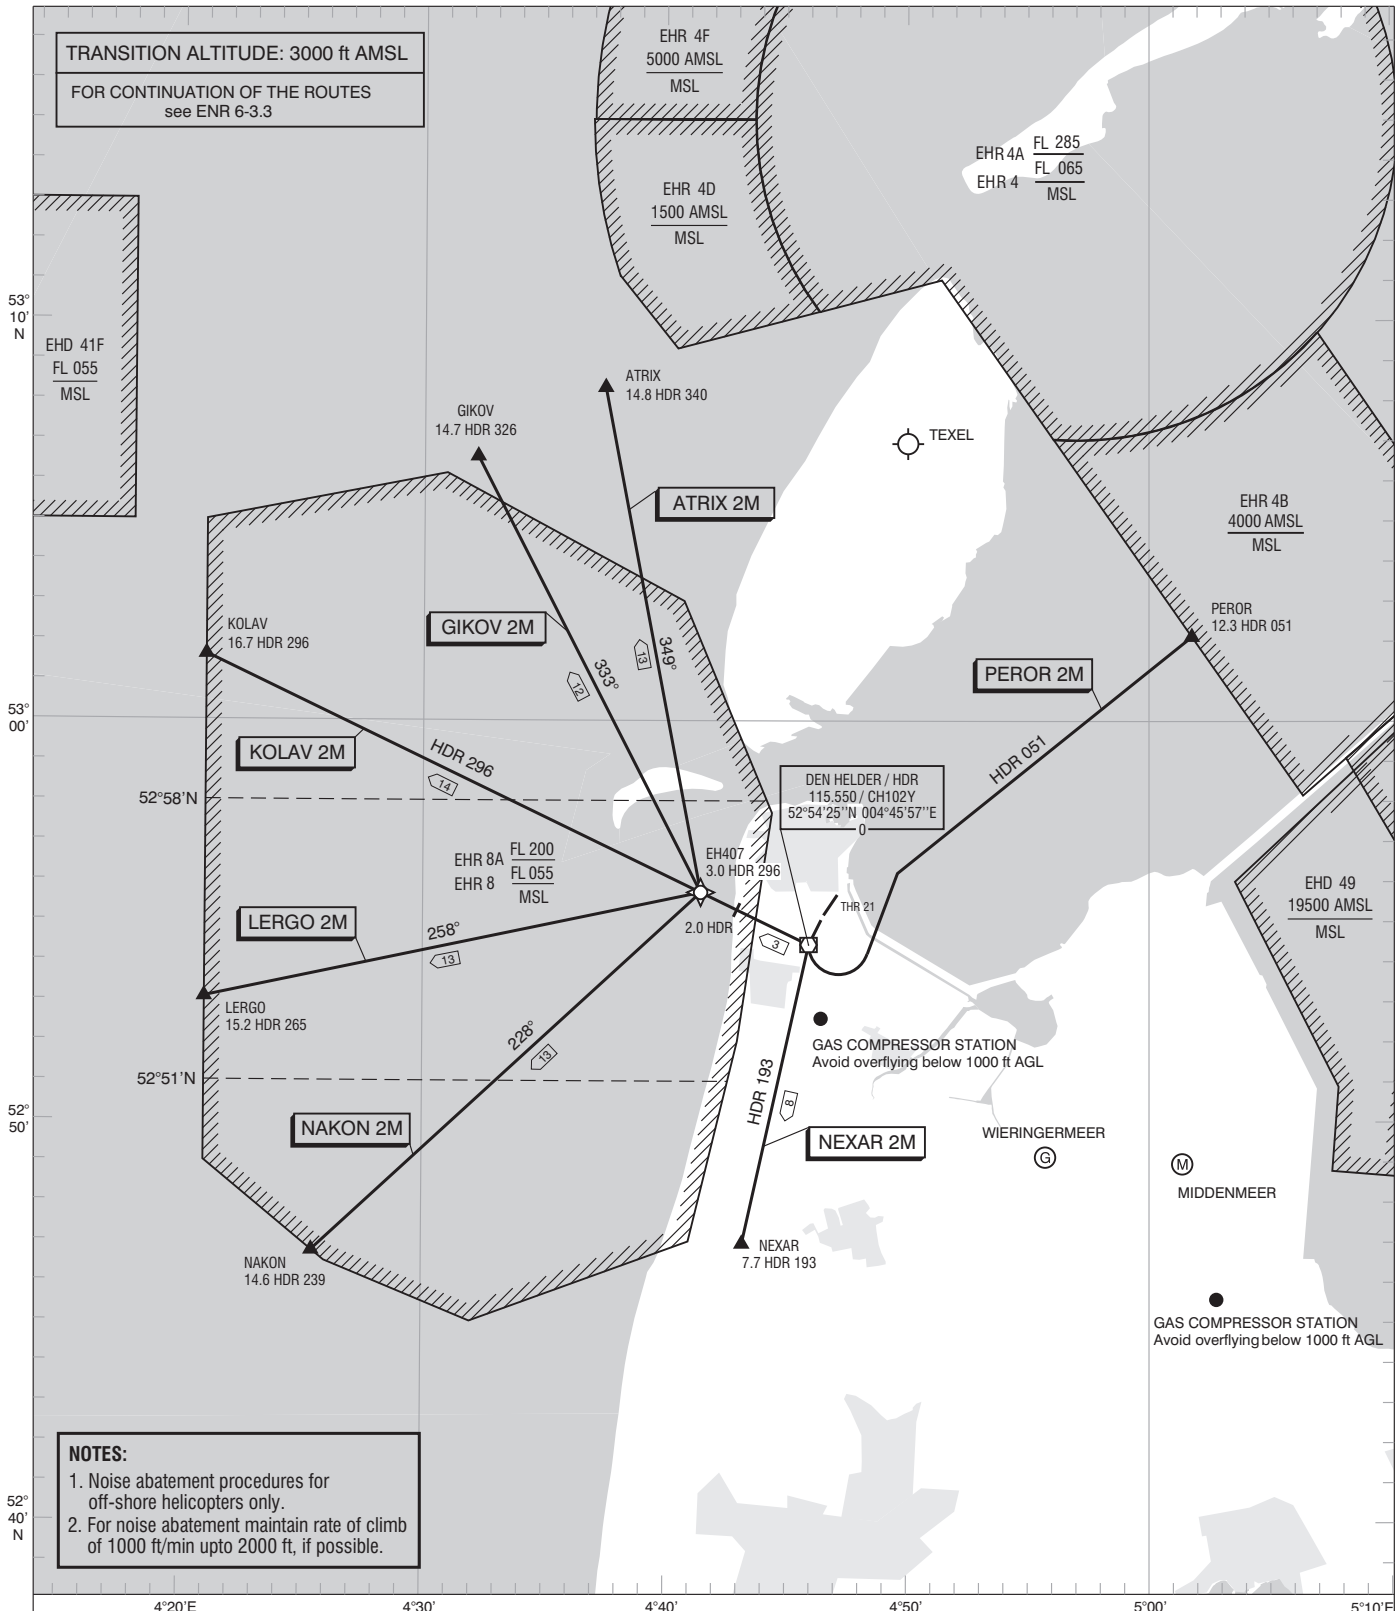 TRANSITION ALTITUDE: 3000 ft AMSL
FOR CONTINUATION OF THE ROUTES
see ENR 6-3.3
EHR 4F
5000 AMSL
MSL
EHR 4D
1500 AMSL
MSL
EHR 4A FL 285
FL 065
EHR 4
MSL
53°
10'
N
EHD 41F
FL 055
MSL
ATRIX
14.8 HDR 340
GIKOV
14.7 HDR 326
TEXEL
ATRIX 2M
EHR 4B
4000 AMSL
MSL
PEROR
12.3 HDR 051
KOLAV
16.7 HDR 296
GIKOV 2M
349°
13
333°
12
PEROR 2M
53°
00'
KOLAV 2M
HDR 296
14
HDR 051
DEN HELDER / HDR
115.550 / CH102Y
52°54'25''N 004°45'57''E
0
52°58'N
EHR 8A FL 200
FL 055
EHR 8
MSL
EH407
3.0 HDR 296
THR 21
EHD 49
19500 AMSL
MSL
LERGO 2M
258°
13
2.0 HDR
3
LERGO
15.2 HDR 265
228°
13
GAS COMPRESSOR STATION
Avoid overflying below 1000 ft AGL
52°51'N
HDR 193
8
52°
50'
NAKON 2M
NEXAR 2M
WIERINGERMEER
G
M
MIDDENMEER
NAKON
14.6 HDR 239
NEXAR
7.7 HDR 193
GAS COMPRESSOR STATION
Avoid overflying below 1000 ft AGL
NOTES:
1. Noise abatement procedures for
off-shore helicopters only.
2. For noise abatement maintain rate of climb
of 1000 ft/min upto 2000 ft, if possible.
52°
40'
N
4°20'E 4°30' 4°40' 4°50' 5°00' 5°10'E